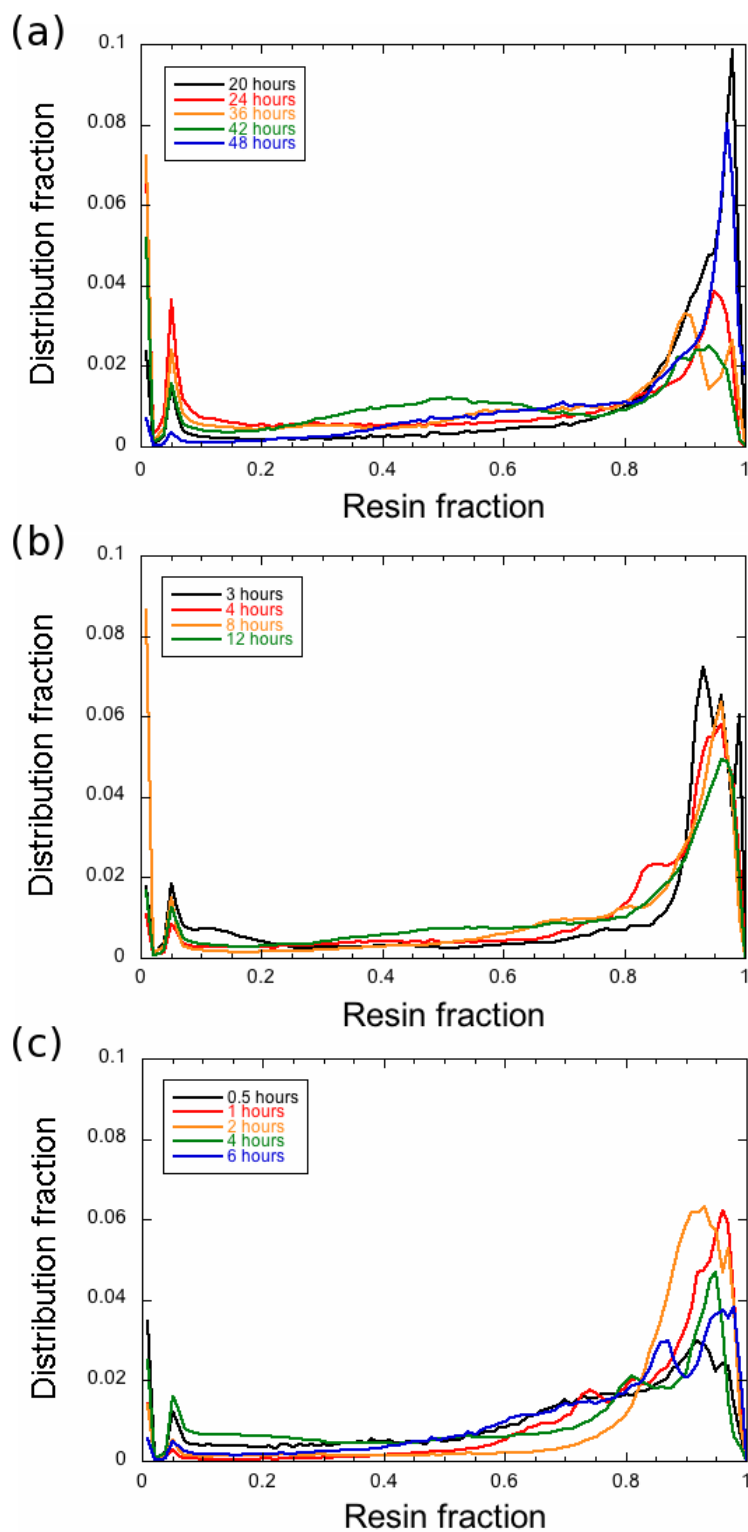 (a)
0.1
0.08
0.06
0.04
0.02
0
Distribution fraction
20 hours
24 hours
36 hours
42 hours
48 hours
0 0.2 0.4 0.6 0.8 1
Resin fraction
(b)
0.1
0.08
0.06
0.04
0.02
0
Distribution fraction
3 hours
4 hours
8 hours
12 hours
0 0.2 0.4 0.6 0.8 1
Resin fraction
(c)
0.1
0.08
0.06
0.04
0.02
0
Distribution fraction
0.5 hours
1 hours
2 hours
4 hours
6 hours
0 0.2 0.4 0.6 0.8 1
Resin fraction